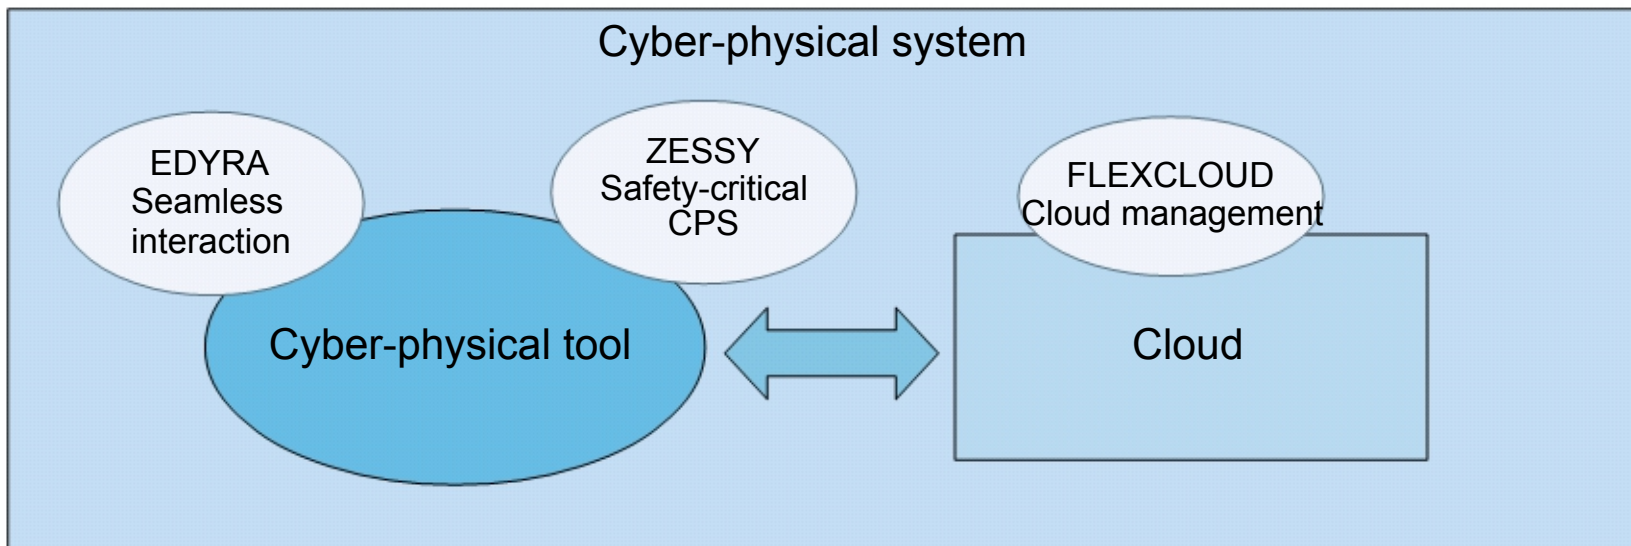 Cyber-physical system
EDYRA
Seamless
interaction
ZESSY
Safety-critical
CPS
FLEXCLOUD
Cloud management
Cyber-physical tool
Cloud